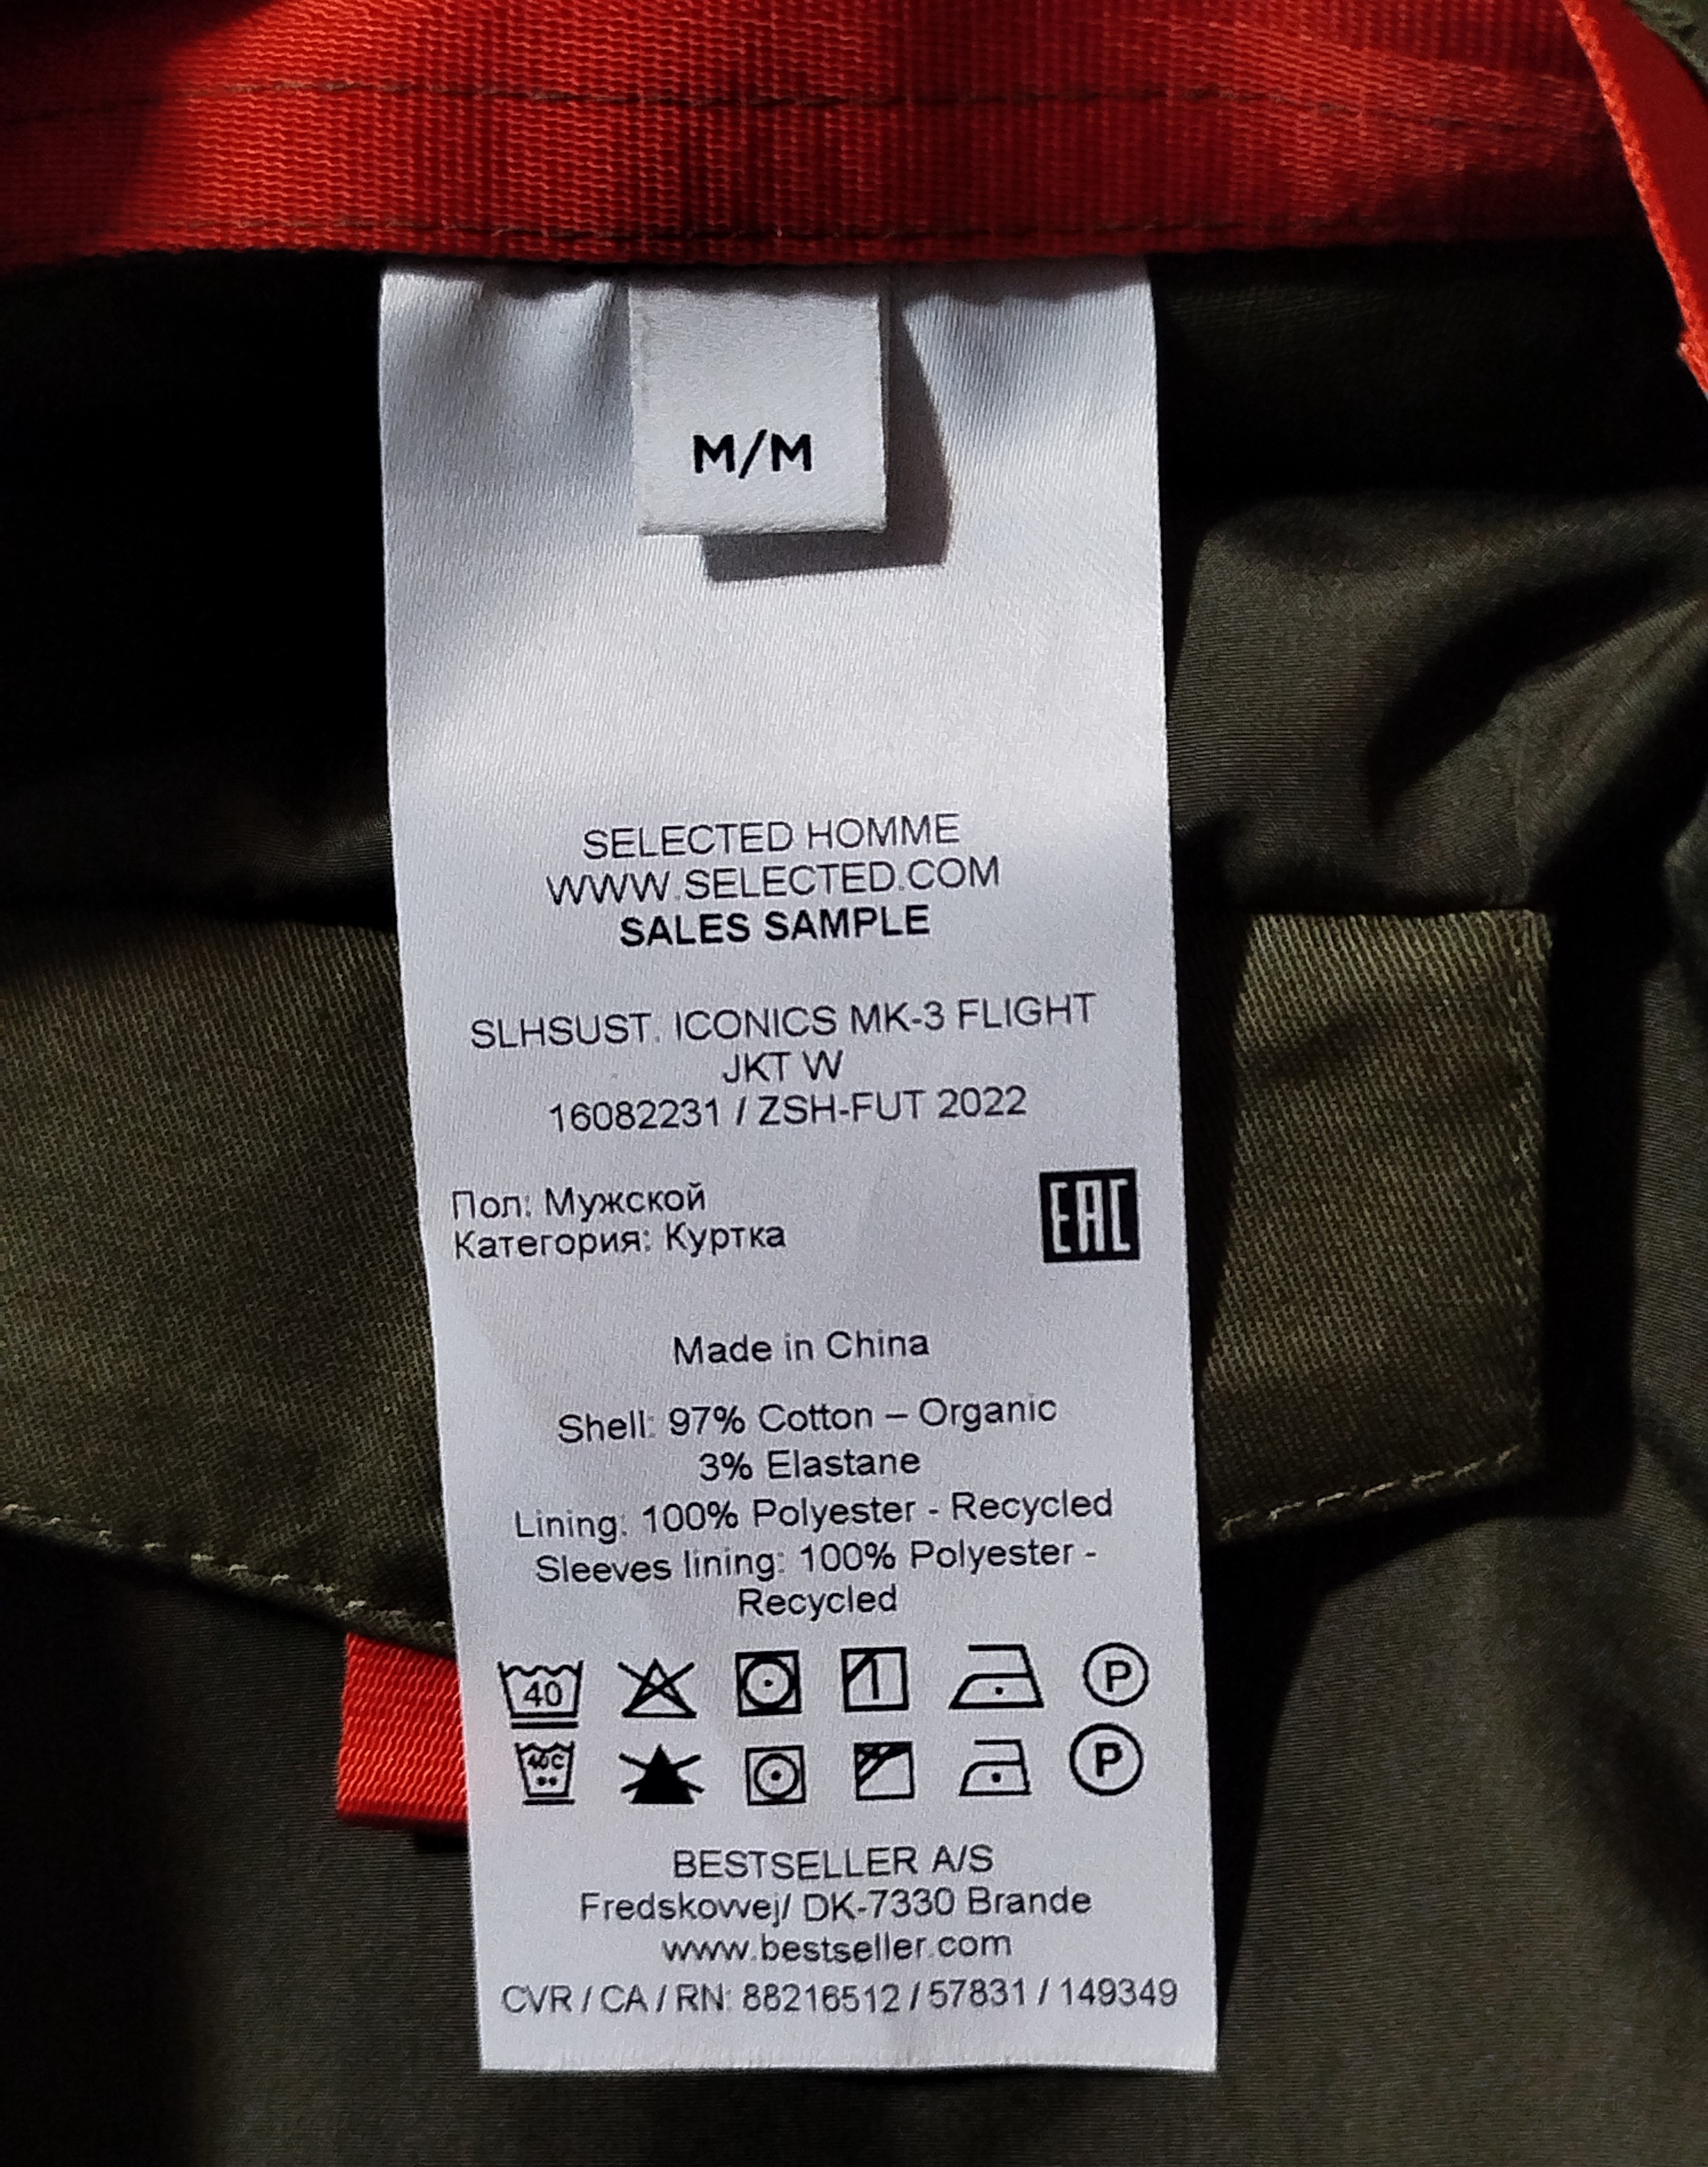 M/M
SELECTED HOMME
WWW.SELECTED.COM
SALES SAMPLE
SLHSUST. ICONICS MK-3 FLIGHT
JKT W
16082231 / ZSH-FUT 2022
Пол: Мужской
Категория: Куртка
EAC
Made in China
Shell: 97% Cotton – Organic
3% Elastane
Lining: 100% Polyester - Recycled
Sleeves lining: 100% Polyester -
Recycled
40 P
40C P
BESTSELLER A/S
Fredskovvej/ DK-7330 Brande
www.bestseller.com
CVR / CA / RN: 88216512 / 57831 / 149349